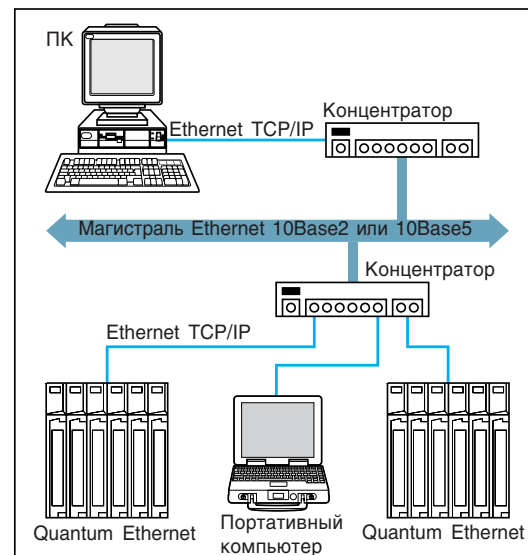 ПК
Концентратор
Ethernet TCP/IP
Магистраль Ethernet 10Base2 или 10Base5
Концентратор
Ethernet TCP/IP
Quantum Ethernet
Портативный
компьютер
Quantum Ethernet